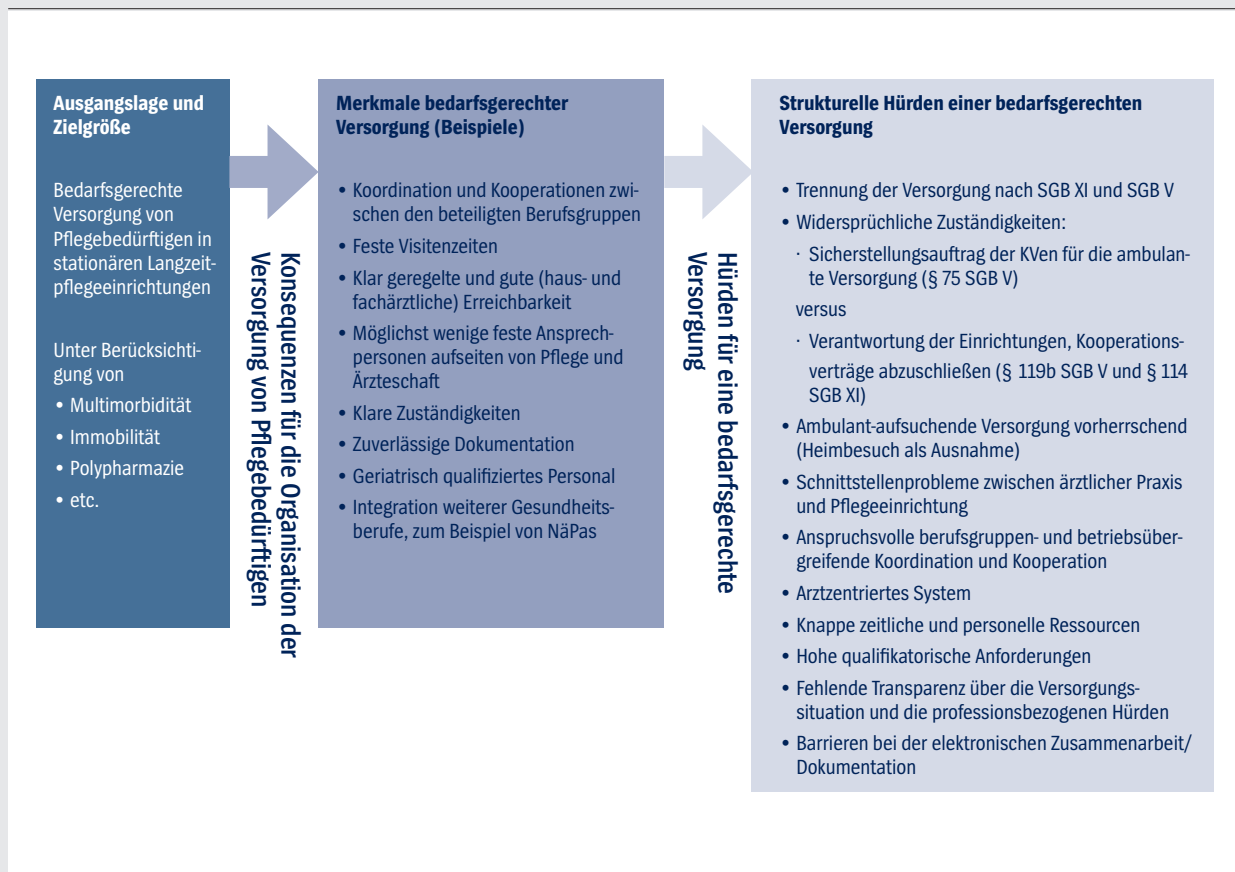 Ausgangslage und
Zielgröße
Bedarfsgerechte
Versorgung von
Pflegebedürftigen in
stationären Langzeit-
pflegeeinrichtungen
Unter Berücksichti-
gung von
• Multimorbidität
• Immobilität
• Polypharmazie
• etc.
Konsequenzen für die Organisation der
Versorgung von Pflegebedürftigen
Merkmale bedarfsgerechter
Versorgung (Beispiele)
• Koordination und Kooperationen zwi-
schen den beteiligten Berufsgruppen
• Feste Visitenzeiten
• Klar geregelte und gute (haus- und
fachärztliche) Erreichbarkeit
• Möglichst wenige feste Ansprech-
personen aufseiten von Pflege und
Ärzteschaft
• Klare Zuständigkeiten
• Zuverlässige Dokumentation
• Geriatrisch qualifiziertes Personal
• Integration weiterer Gesundheits-
berufe, zum Beispiel von NäPas
Hürden für eine bedarfsgerechte
Versorgung
Strukturelle Hürden einer bedarfsgerechten
Versorgung
• Trennung der Versorgung nach SGB XI und SGB V
• Widersprüchliche Zuständigkeiten:
· Sicherstellungsauftrag der KVen für die ambulan-
te Versorgung (§ 75 SGB V)
versus
· Verantwortung der Einrichtungen, Kooperations-
verträge abzuschließen (§ 119b SGB V und § 114
SGB XI)
• Ambulant-aufsuchende Versorgung vorherrschend
(Heimbesuch als Ausnahme)
• Schnittstellenprobleme zwischen ärztlicher Praxis
und Pflegeeinrichtung
• Anspruchsvolle berufsgruppen- und betriebsüber-
greifende Koordination und Kooperation
• Arztzentriertes System
• Knappe zeitliche und personelle Ressourcen
• Hohe qualifikatorische Anforderungen
• Fehlende Transparenz über die Versorgungs-
situation und die professionsbezogenen Hürden
• Barrieren bei der elektronischen Zusammenarbeit/
Dokumentation